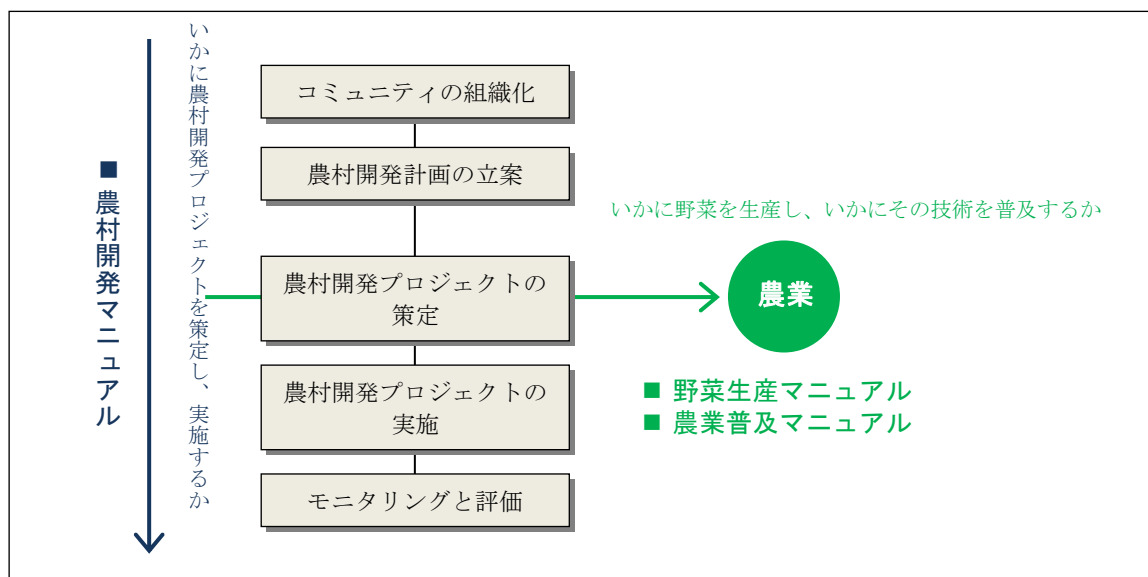 ■ 農村開発マニュアル
いかに農村開発プロジェクトを策定し、実施するか
コミュニティの組織化
農村開発計画の立案
農村開発プロジェクトの
策定
農村開発プロジェクトの
実施
モニタリングと評価
いかに野菜を生産し、いかにその技術を普及するか
農業
■ 野菜生産マニュアル
■ 農業普及マニュアル